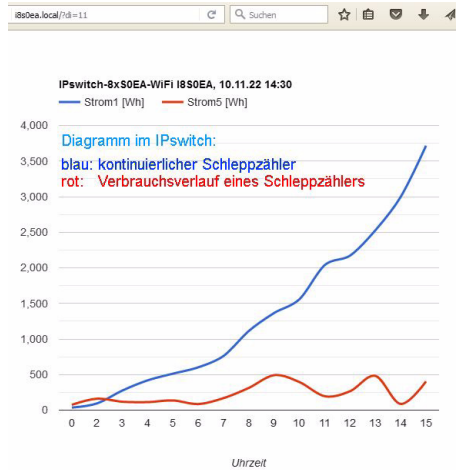 i8s0ea.local/?di=11
Suchen
IPswitch-8xS0EA-WiFi I8S0EA, 10.11.22 14:30
Strom1 [Wh] Strom5 [Wh]
Diagramm im IPswitch:
blau: kontinuierlicher Schleppzähler
rot: Verbrauchsverlauf eines Schleppzählers
4,000
3,500
3,000
2,500
2,000
1,500
1,000
500
0
0 2 3 4 5 6 7 8 9 10 11 12 13 14 15
Uhrzeit